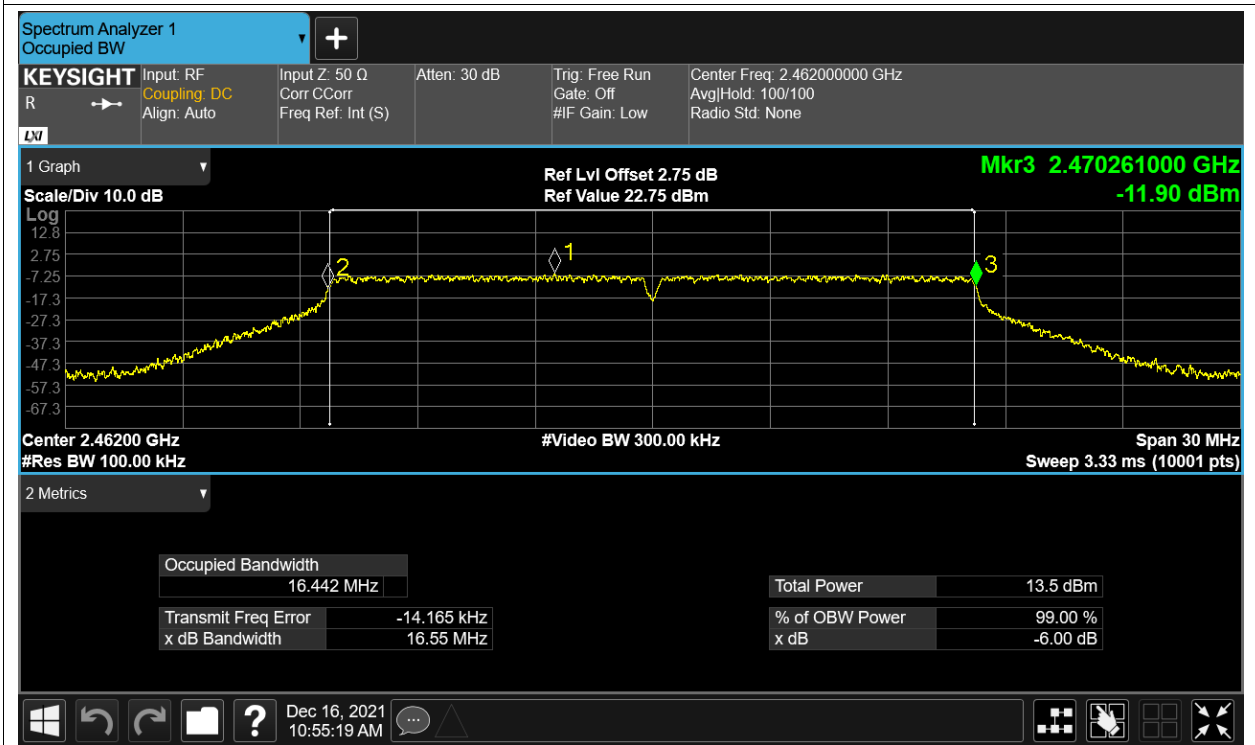 Spectrum Analyzer 1
Occupied BW
KEYSIGHT
R
LXI
Input: RF
Coupling: DC
Align: Auto
Input Z: 50 Ω
Corr CCorr
Freq Ref: Int (S)
Atten: 30 dB
Trig: Free Run
Gate: Off
#IF Gain: Low
Center Freq: 2.462000000 GHz
Avg|Hold: 100/100
Radio Std: None
1 Graph
Scale/Div 10.0 dB
Ref Lvl Offset 2.75 dB
Ref Value 22.75 dBm
Mkr3 2.470261000 GHz
-11.90 dBm
Log
12.8
2.75
-7.25
-17.3
-27.3
-37.3
-47.3
-57.3
-67.3
2
1
3
Center 2.46200 GHz
#Res BW 100.00 kHz
#Video BW 300.00 kHz
Span 30 MHz
Sweep 3.33 ms (10001 pts)
2 Metrics
Occupied Bandwidth
16.442 MHz
Transmit Freq Error -14.165 kHz
x dB Bandwidth 16.55 MHz
Total Power 13.5 dBm
% of OBW Power 99.00 %
x dB -6.00 dB
?
Dec 16, 2021
10:55:19 AM